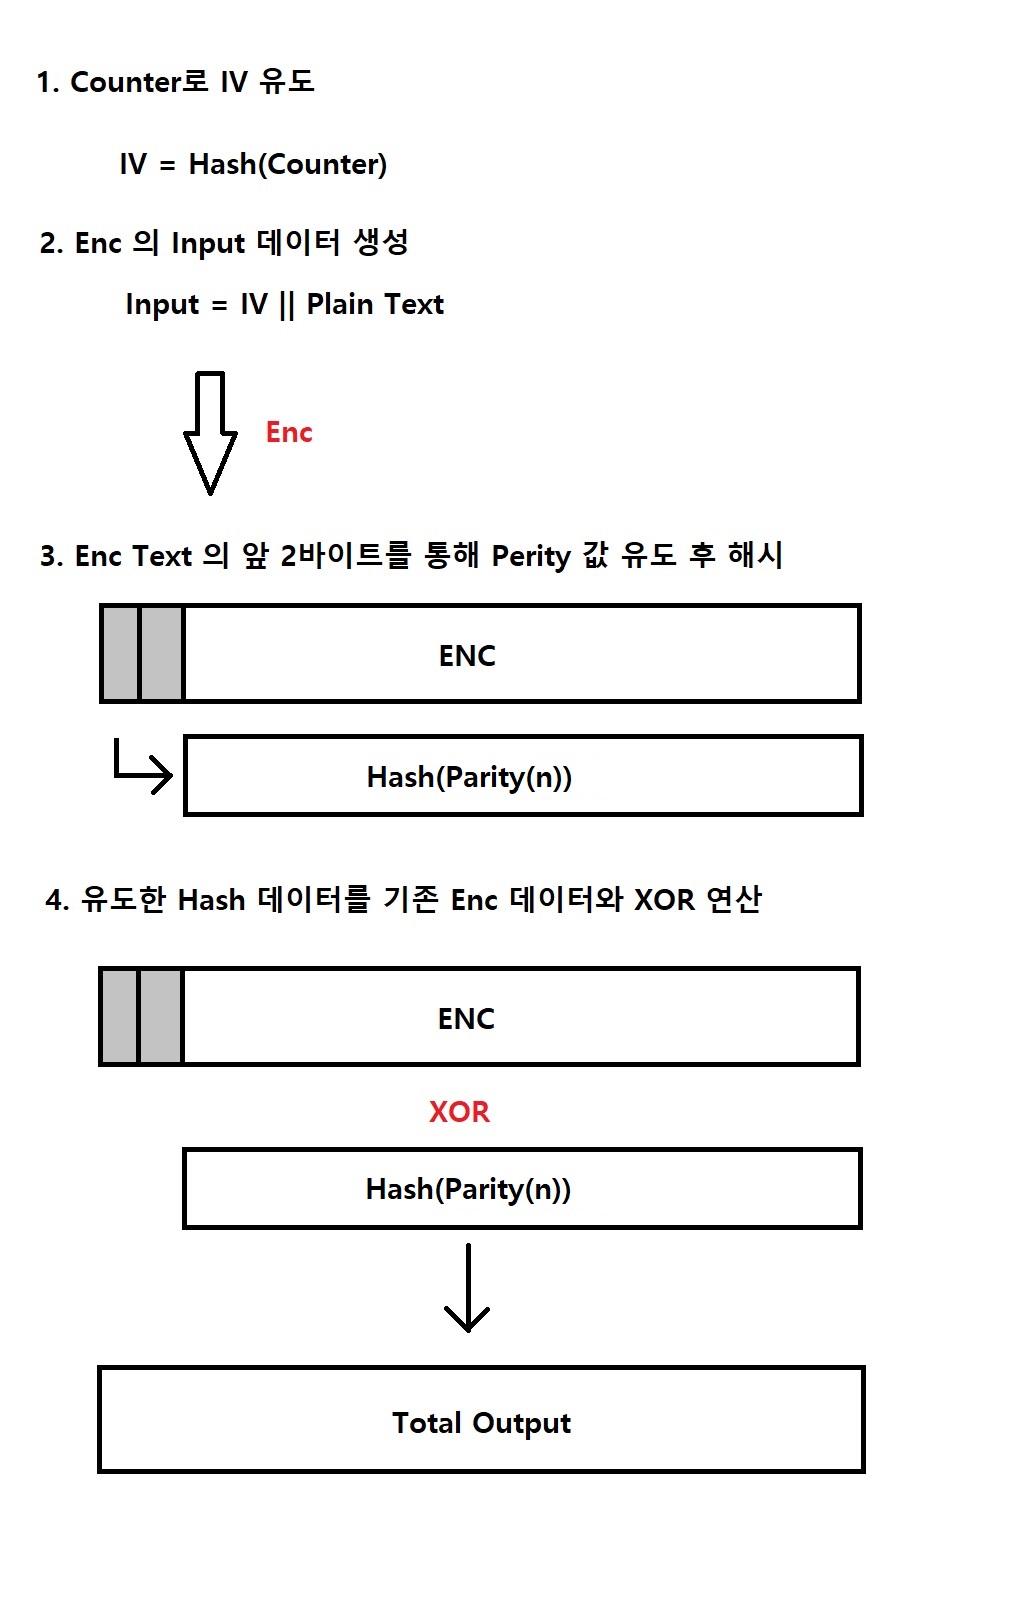 1. Counter로 IV 유도
IV = Hash(Counter)
2. Enc 의 Input 데이터 생성
Input = IV || Plain Text
Enc
3. Enc Text 의 앞 2바이트를 통해 Perity 값 유도 후 해시
ENC
Hash(Parity(n))
4. 유도한 Hash 데이터를 기존 Enc 데이터와 XOR 연산
ENC
XOR
Hash(Parity(n))
Total Output